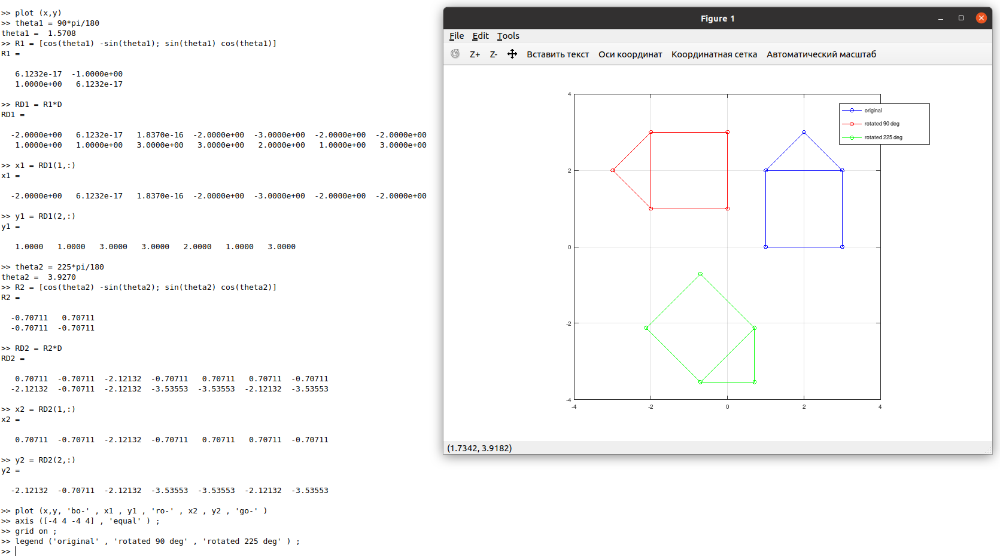 >> plot (x,y)
>> theta1 = 90*pi/180
theta1 =  1.5708
>> R1 = [cos(theta1) -sin(theta1); sin(theta1) cos(theta1)]
R1 =
6.1232e-17  -1.0000e+00
1.0000e+00   6.1232e-17
>> RD1 = R1*D
RD1 =
-2.0000e+00   6.1232e-17   1.8370e-16  -2.0000e+00  -3.0000e+00  -2.0000e+00  -2.0000e+00
1.0000e+00   1.0000e+00   3.0000e+00   3.0000e+00   2.0000e+00   1.0000e+00   3.0000e+00
>> x1 = RD1(1,:)
x1 =
-2.0000e+00   6.1232e-17   1.8370e-16  -2.0000e+00  -3.0000e+00  -2.0000e+00  -2.0000e+00
>> y1 = RD1(2,:)
y1 =
1.0000   1.0000   3.0000   3.0000   2.0000   1.0000   3.0000
>> theta2 = 225*pi/180
theta2 =  3.9270
>> R2 = [cos(theta2) -sin(theta2); sin(theta2) cos(theta2)]
R2 =
-0.70711   0.70711
-0.70711  -0.70711
>> RD2 = R2*D
RD2 =
0.70711  -0.70711  -2.12132  -0.70711   0.70711   0.70711  -0.70711
-2.12132  -0.70711  -2.12132  -3.53553  -3.53553  -2.12132  -3.53553
>> x2 = RD2(1,:)
x2 =
0.70711  -0.70711  -2.12132  -0.70711   0.70711   0.70711  -0.70711
>> y2 = RD2(2,:)
y2 =
-2.12132  -0.70711  -2.12132  -3.53553  -3.53553  -2.12132  -3.53553
>> plot (x,y, 'bo-' , x1 , y1 , 'ro-' , x2 , y2 , 'go-' )
>> axis ([-4 4 -4 4] , 'equal' ) ;
>> grid on ;
>> legend ('original' , 'rotated 90 deg' , 'rotated 225 deg' ) ;
>>
Figure 1
File Edit Tools
Z+ Z- Вставить текст Оси координат Координатная сетка Автоматический масштаб
original
rotated 90 deg
rotated 225 deg
4
2
0
-2
-4
-4 -2 0 2 4
(1.7342, 3.9182)